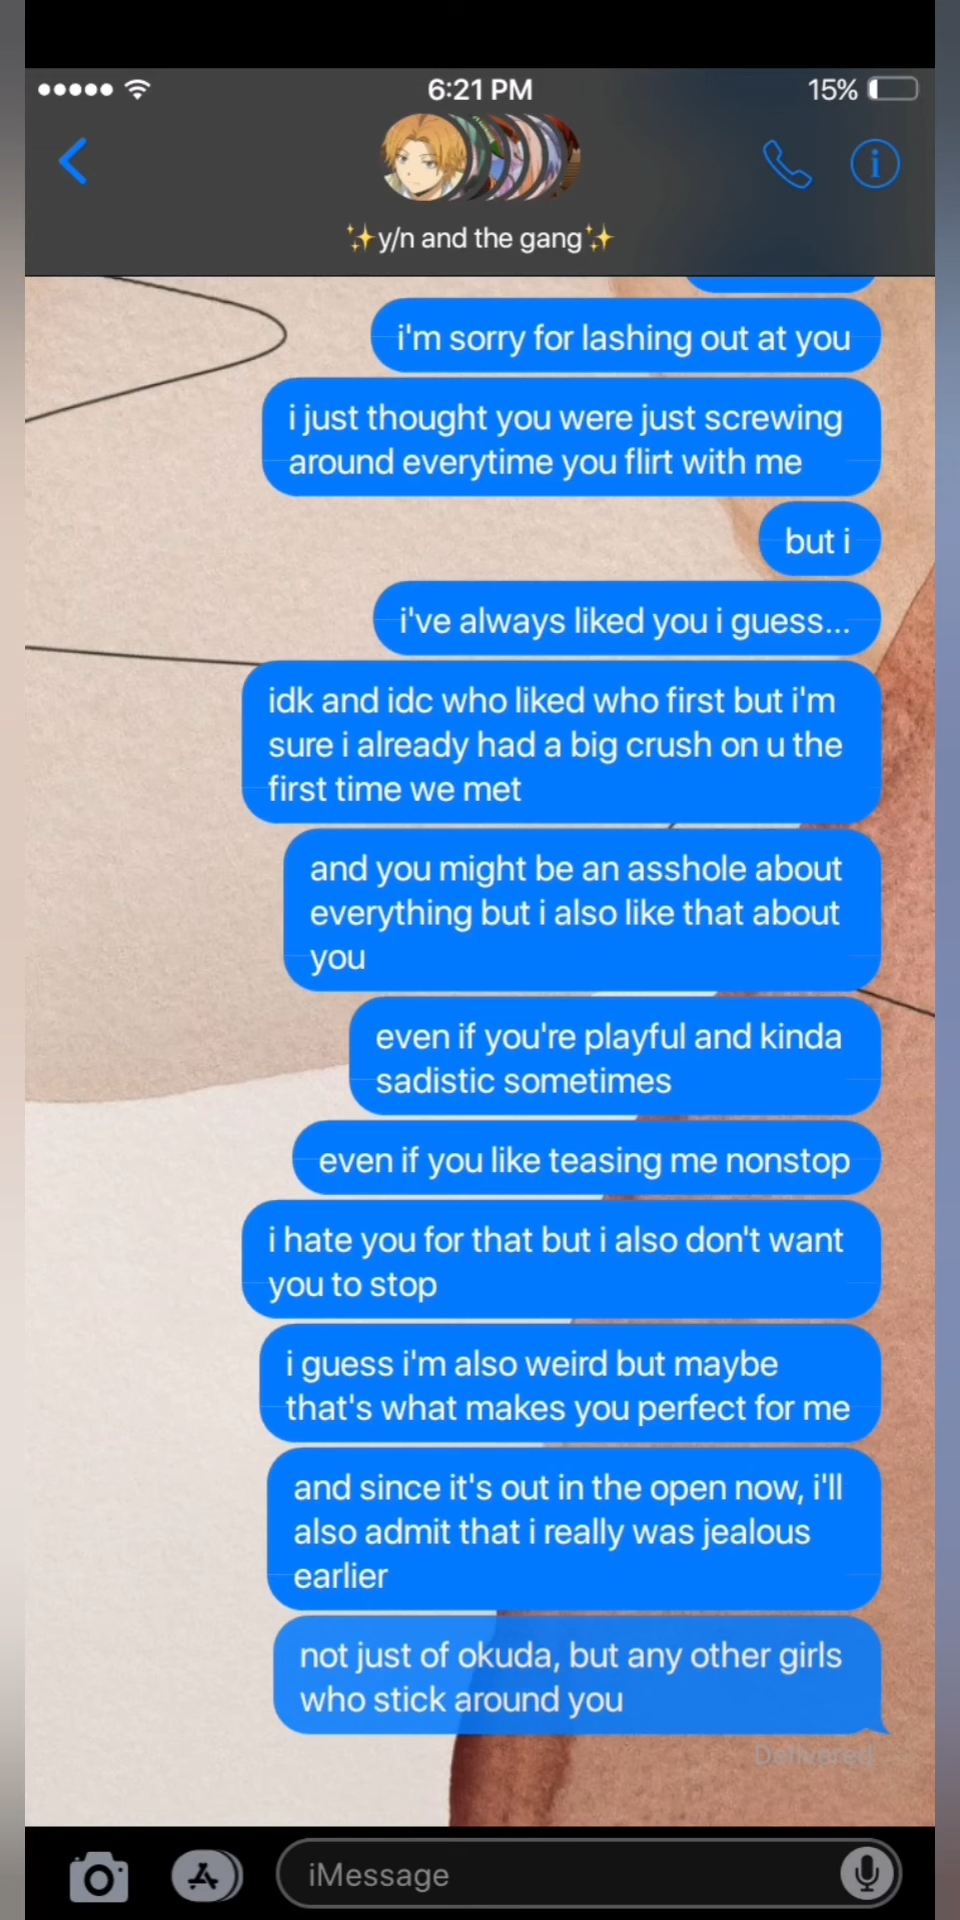 6:21 PM
15%
✨y/n and the gang✨
i'm sorry for lashing out at you
i just thought you were just screwing
around everytime you flirt with me
but i
i've always liked you i guess...
idk and idc who liked who first but i'm
sure i already had a big crush on u the
first time we met
and you might be an asshole about
everything but i also like that about
you
even if you're playful and kinda
sadistic sometimes
even if you like teasing me nonstop
i hate you for that but i also don't want
you to stop
i guess i'm also weird but maybe
that's what makes you perfect for me
and since it's out in the open now, i'll
also admit that i really was jealous
earlier
not just of okuda, but any other girls
who stick around you
Delivered
iMessage